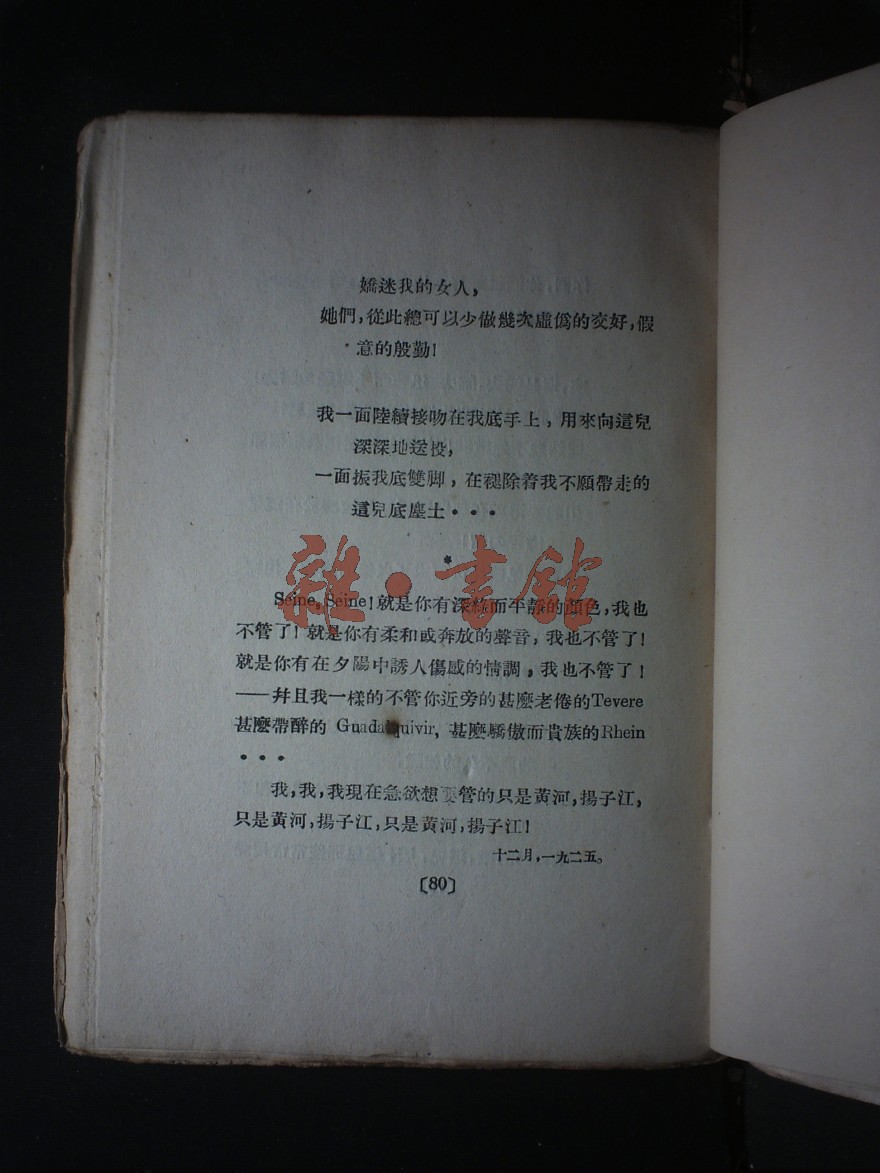 嬌迷我的女人,
她們,從此總可以少做幾次虛僞的交好,假
意的殷勤!
我一面陸續接吻在我底手上,用來向這兒
深深地送投,
一面振我底雙脚,在褪除着我不願帶走的
這兒底塵土・・・
*
雜・書館
Seine, Seine!就是你有深綠而平靜的顏色,我也
不管了!就是你有柔和或奔放的聲音,我也不管了!
就是你有在夕陽中誘人傷感的情調,我也不管了!
——幷且我一樣的不管你近旁的甚麼老倦的Tevere
甚麼帶醉的 Guadalquivir, 甚麼驕傲而貴族的Rhein
・・・
我,我,我現在急欲想要管的只是黃河,揚子江,
只是黃河,揚子江,只是黃河,揚子江!
十二月,一九二五。
〔80〕